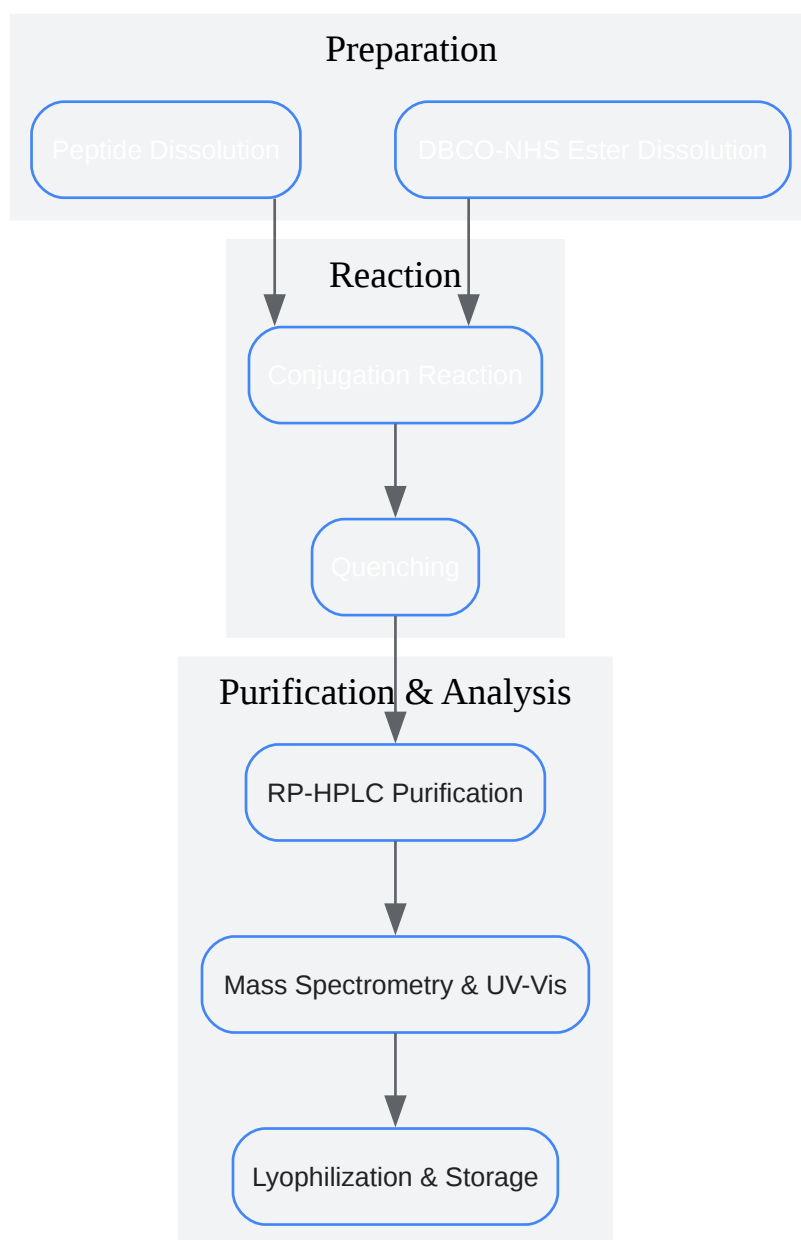 Preparation
Peptide Dissolution
DBCO-NHS Ester Dissolution
Reaction
Conjugation Reaction
Quenching
Purification & Analysis
RP-HPLC Purification
Mass Spectrometry & UV-Vis
Lyophilization & Storage